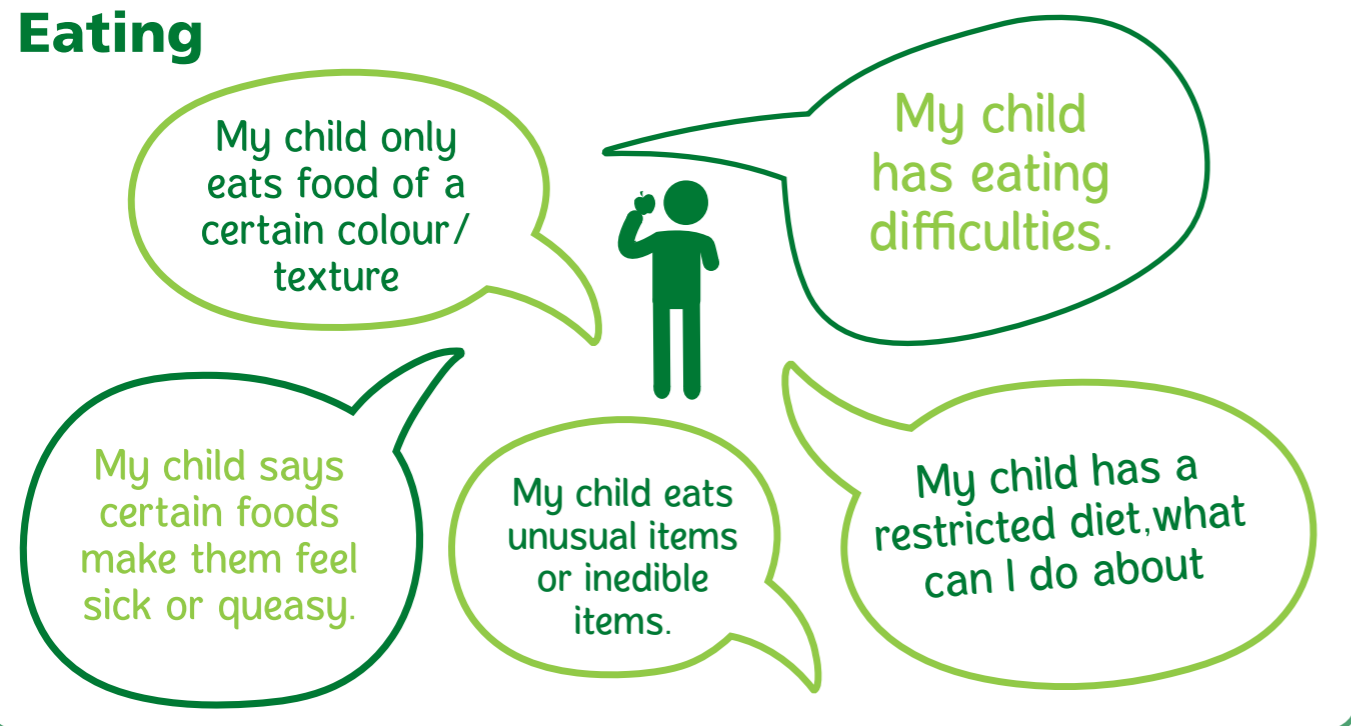 Eating
My child only
eats food of a
certain colour/
texture
My child
has eating
difficulties.
My child says
certain foods
make them feel
sick or queasy.
My child eats
unusual items
or inedible
items.
My child has a
restricted diet,what
can I do about